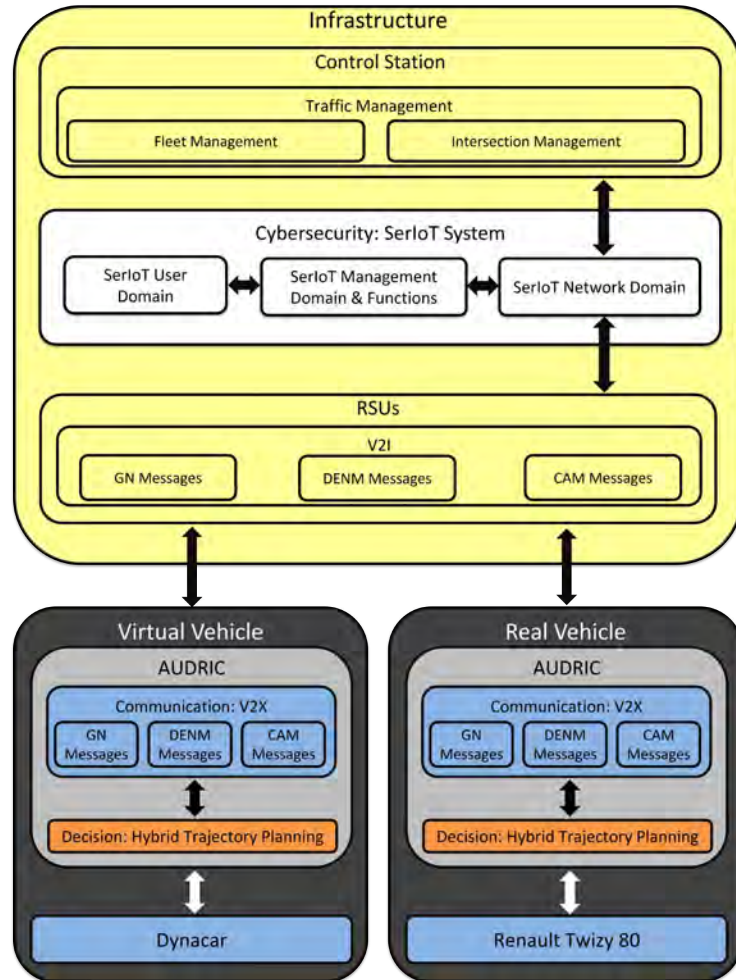 Infrastructure
Control Station
Traffic Management
Fleet Management
Intersection Management
Cybersecurity: SerIoT System
SerIoT User
Domain
SerIoT Management
Domain & Functions
SerIoT Network Domain
RSUs
V2I
GN Messages
DENM Messages
CAM Messages
Virtual Vehicle
AUDRIC
Communication: V2X
GN
Messages
DENM
Messages
CAM
Messages
Decision: Hybrid Trajectory Planning
Dynacar
Real Vehicle
AUDRIC
Communication: V2X
GN
Messages
DENM
Messages
CAM
Messages
Decision: Hybrid Trajectory Planning
Renault Twizy 80